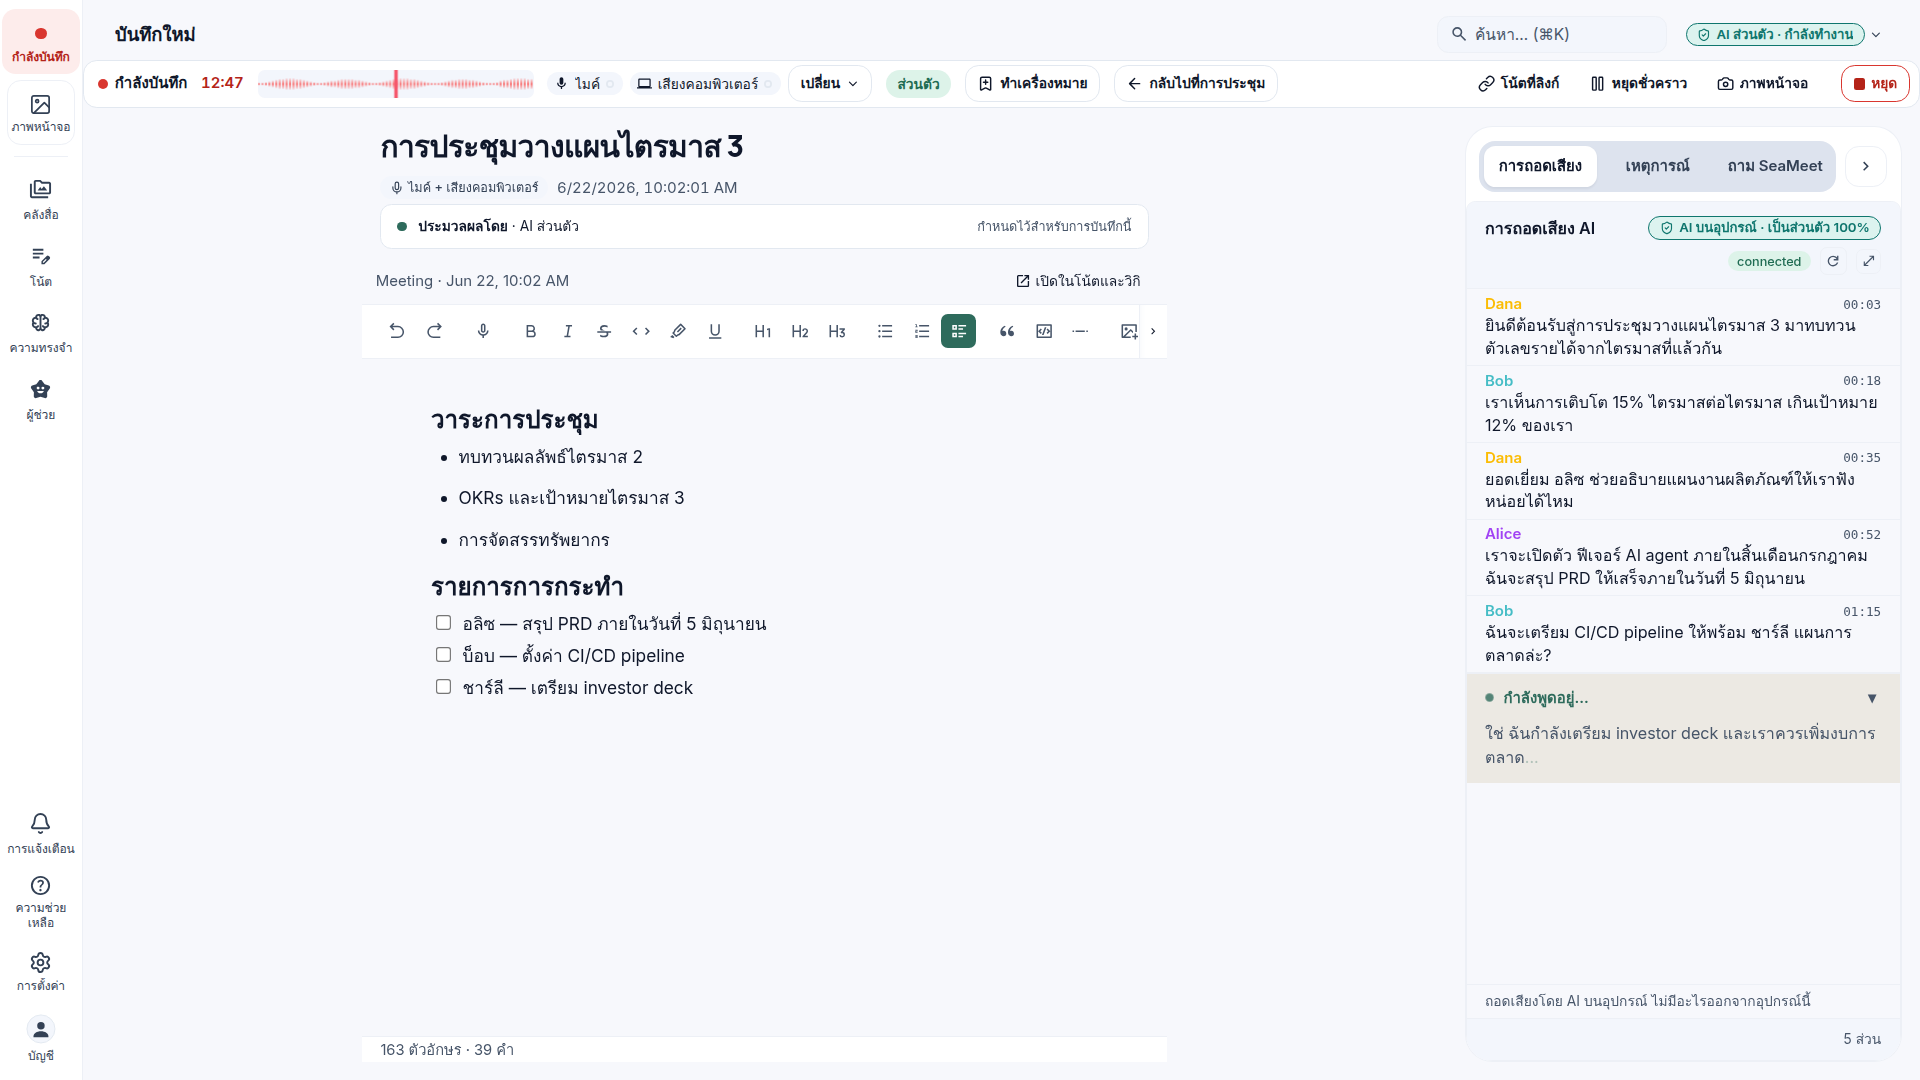 กำลังบันทึก
ภาพหน้าจอ
คลังสื่อ
โน้ต
ความทรงจำ
ผู้ช่วย
การแจ้งเตือน
ความช่วย
เหลือ
การตั้งค่า
บัญชี
บันทึกใหม่
ค้นหา... (⌘K)
AI ส่วนตัว · กำลังทำงาน
กำลังบันทึก 12:47
ไมค์
เสียงคอมพิวเตอร์
เปลี่ยน
ส่วนตัว
ทำเครื่องหมาย
กลับไปที่การประชุม
โน้ตที่ลิงก์
หยุดชั่วคราว
ภาพหน้าจอ
หยุด
การประชุมวางแผนไตรมาส 3
ไมค์ + เสียงคอมพิวเตอร์ 6/22/2026, 10:02:01 AM
ประมวลผลโดย · AI ส่วนตัว
กำหนดไว้สำหรับการบันทึกนี้
Meeting · Jun 22, 10:02 AM
เปิดในโน้ตและวิกิ
H1 H2 H3
วาระการประชุม
• ทบทวนผลลัพธ์ไตรมาส 2
• OKRs และเป้าหมายไตรมาส 3
• การจัดสรรทรัพยากร
รายการการกระทำ
อลิซ — สรุป PRD ภายในวันที่ 5 มิถุนายน
บ็อบ — ตั้งค่า CI/CD pipeline
ชาร์ลี — เตรียม investor deck
163 ตัวอักษร · 39 คำ
การถอดเสียง
เหตุการณ์
ถาม SeaMeet
การถอดเสียง AI
AI บนอุปกรณ์ · เป็นส่วนตัว 100%
connected
Dana 00:03
ยินดีต้อนรับสู่การประชุมวางแผนไตรมาส 3 มาทบทวน
ตัวเลขรายได้จากไตรมาสที่แล้วกัน
Bob 00:18
เราเห็นการเติบโต 15% ไตรมาสต่อไตรมาส เกินเป้าหมาย
12% ของเรา
Dana 00:35
ยอดเยี่ยม อลิซ ช่วยอธิบายแผนงานผลิตภัณฑ์ให้เราฟัง
หน่อยได้ไหม
Alice 00:52
เราจะเปิดตัว ฟีเจอร์ AI agent ภายในสิ้นเดือนกรกฎาคม
ฉันจะสรุป PRD ให้เสร็จภายในวันที่ 5 มิถุนายน
Bob 01:15
ฉันจะเตรียม CI/CD pipeline ให้พร้อม ชาร์ลี แผนการ
ตลาดล่ะ?
กำลังพูดอยู่...
ใช่ ฉันกำลังเตรียม investor deck และเราควรเพิ่มงบการ
ตลาด...
ถอดเสียงโดย AI บนอุปกรณ์ ไม่มีอะไรออกจากอุปกรณ์นี้
5 ส่วน